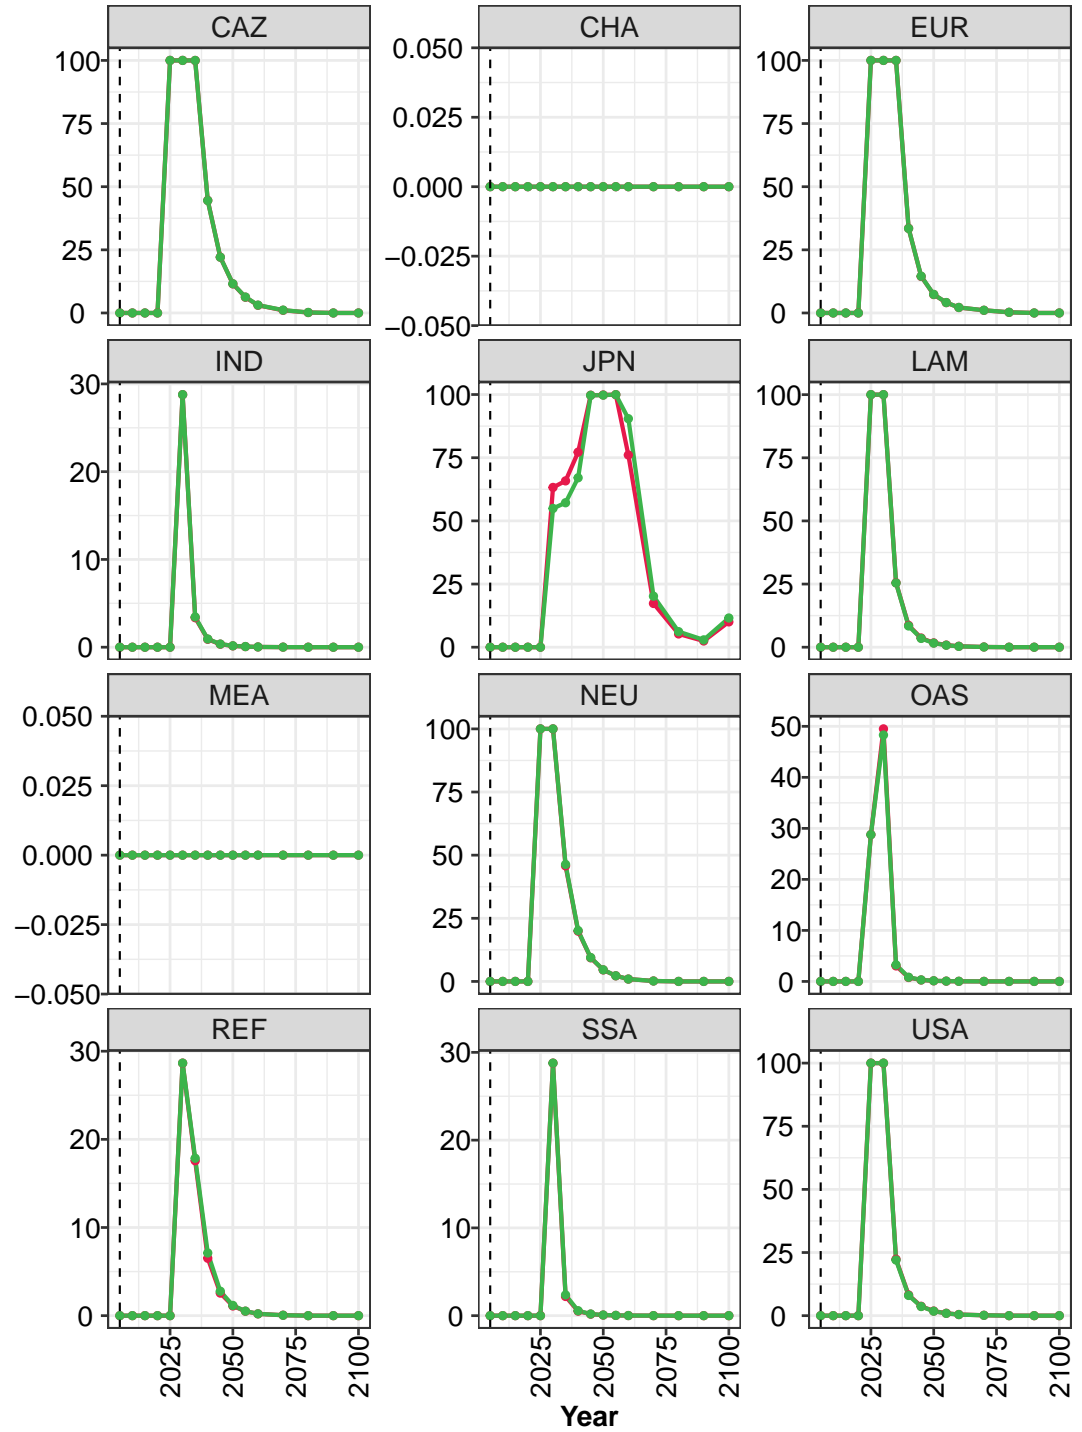 CAZ CHA EUR
100 0.050 100
75 0.025 75
50 0.000 50
25 −0.025 25
0 −0.050 0
IND JPN LAM
30 100 100
20 75 75
10 50 50
0 25 25
0 0
MEA NEU OAS
0.050 100 50
0.025 75 40
0.000 50 30
−0.025 25 20
−0.050 0 10
0
REF SSA USA
30 30 100
20 20 75
10 10 50
0 0 25
0
2025 2050 2075 2100 2025 2050 2075 2100 2025 2050 2075 2100
Year